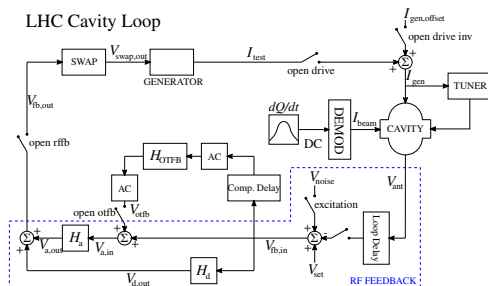 LHC Cavity Loop
I_gen,offset
open drive inv
V_swap,out
I_test
SWAP
GENERATOR
open drive
I_gen
TUNER
V_fb,out
dQ/dt
DC
DEMOD
I_beam
CAVITY
open rffb
H_OTFB
AC
AC
Comp. Delay
V_otfb
open otfb
V_noise
excitation
V_ant
Loop Delay
V_a,out
H_a
V_a,in
V_fb,in
V_set
V_d,out
H_d
RF FEEDBACK
+
+
Σ
+
+
Σ
+
+
Σ
+
+
-
Σ